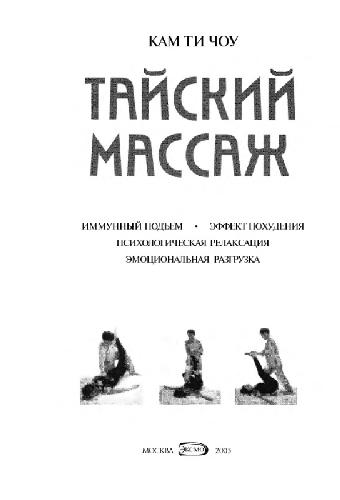 КАМ ТИ ЧОУ
ТАЙСКИЙ
МАССАЖ
ИММУННЫЙ ПОДЪЕМ • ЭФФЕКТ ПОХУДЕНИЯ
ПСИХОЛОГИЧЕСКАЯ РЕЛАКСАЦИЯ
ЭМОЦИОНАЛЬНАЯ РАЗГРУЗКА
МОСКВА ЭКСМО 2003